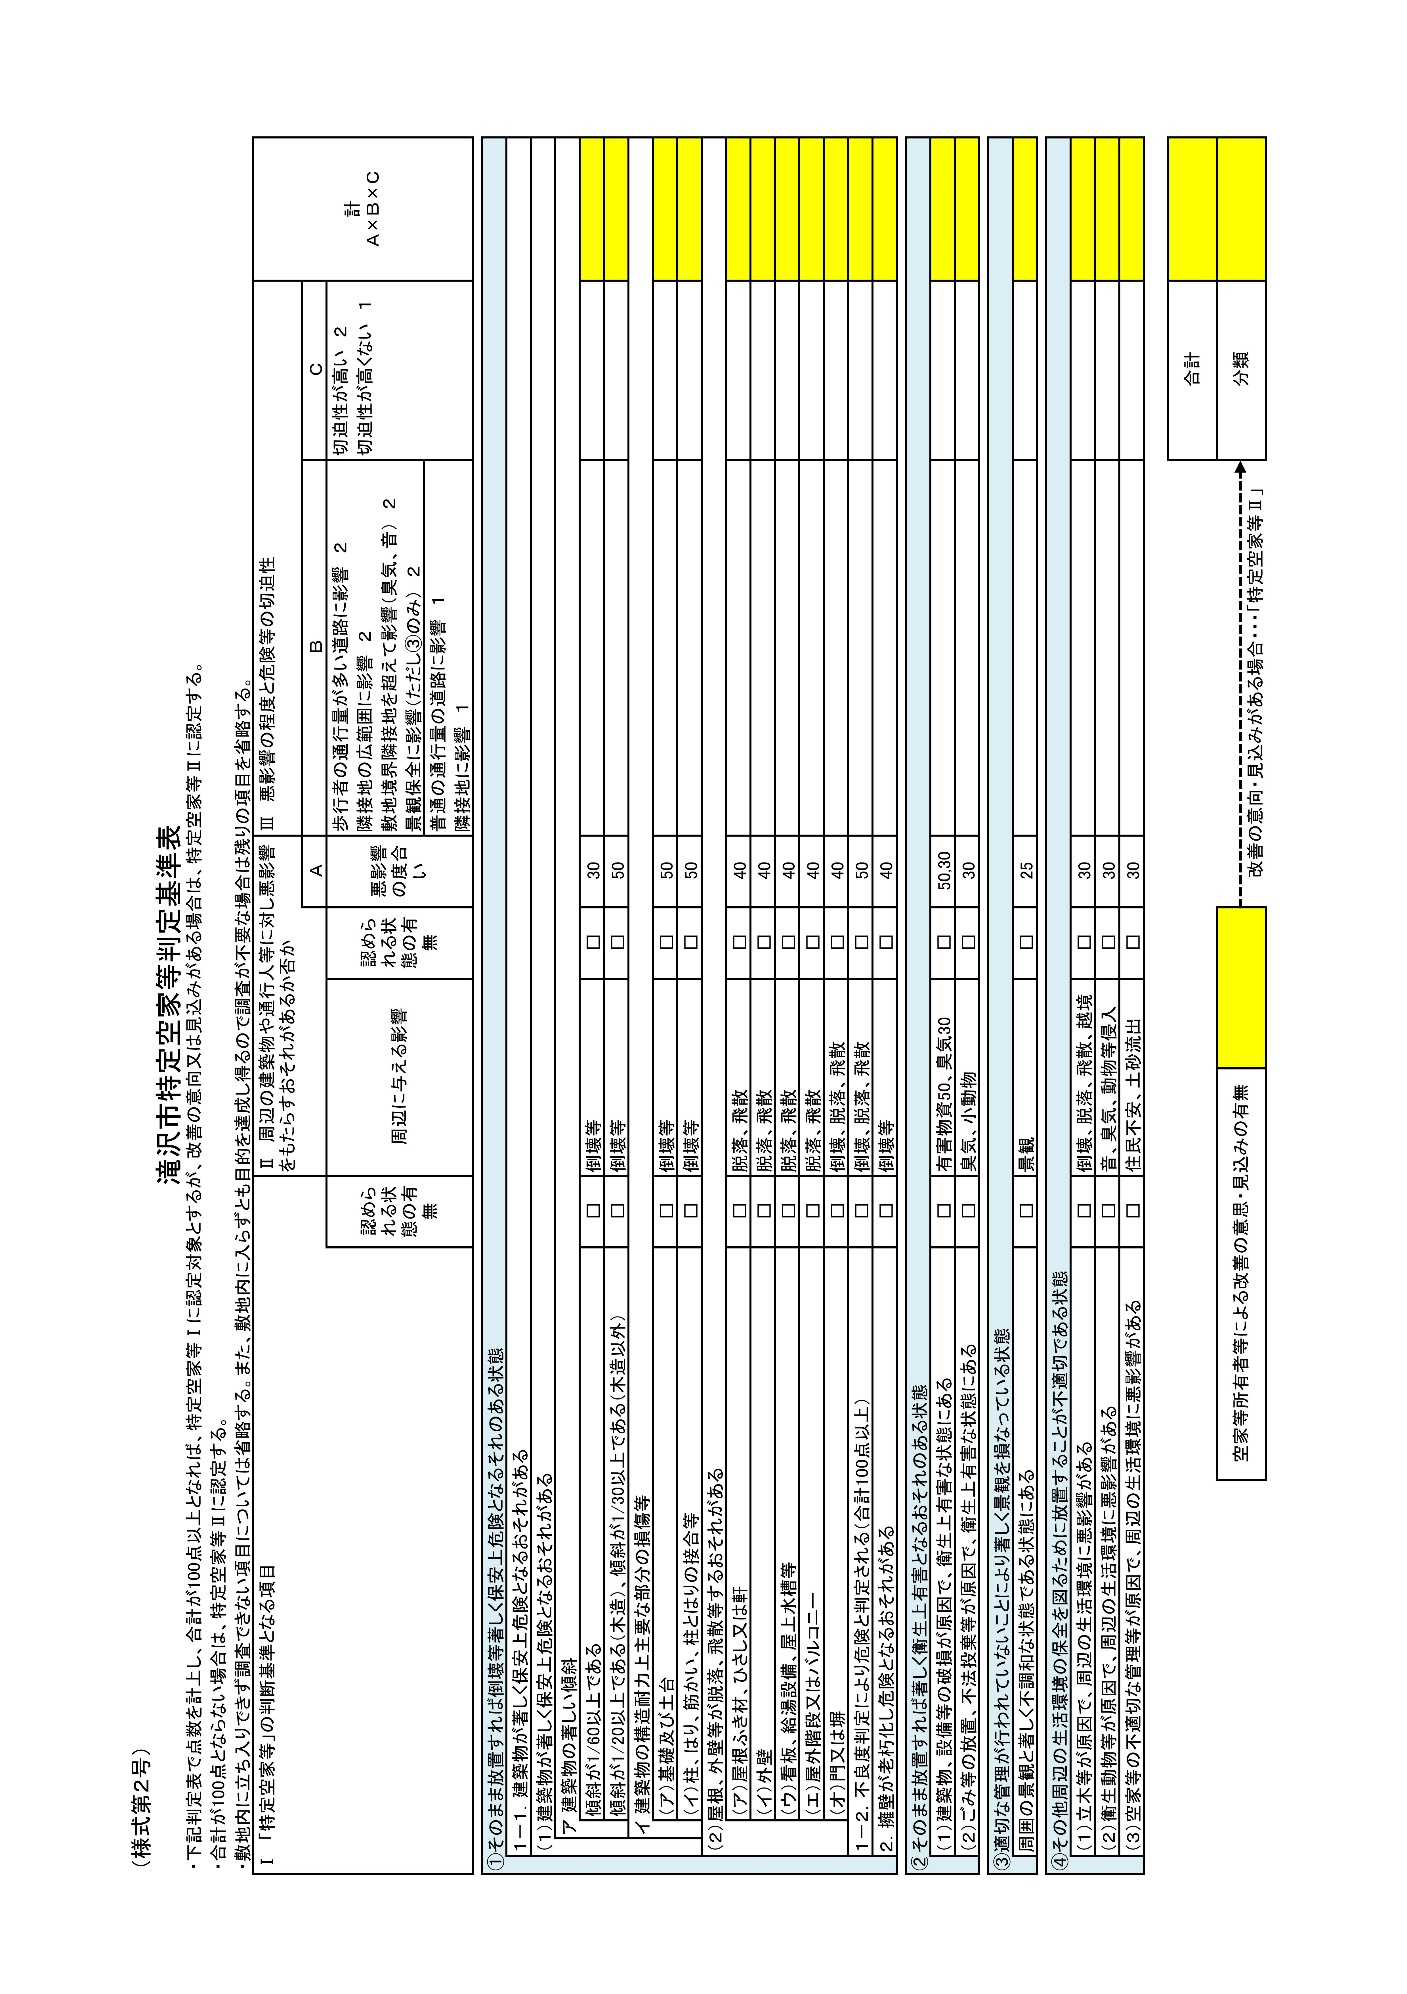 （様式第２号）
滝沢市特定空家等判定基準表
・下記判定表で点数を計上し、合計が100点以上となれば、特定空家等Ⅰに認定対象とするが、改善の意向又は見込みがある場合は、特定空家等Ⅱに認定する。
・合計が100点とならない場合は、特定空家等Ⅱに認定する。
・敷地内に立ち入りできず調査できない項目については省略する。また、敷地内に入らずとも目的を達成し得るので調査が不要な場合は残りの項目を省略する。
Ⅰ 「特定空家等」の判断基準となる項目
Ⅱ 周辺の建築物や通行人等に対し悪影響
をもたらすおそれがあるか否か
Ⅲ 悪影響の程度と危険等の切迫性
計
A×B×C
A
B
C
認めら
れる状
態の有
無
周辺に与える影響
認めら
れる状
態の有
無
悪影響
の度合
い
歩行者の通行量が多い道路に影響 2
隣接地の広範囲に影響 2
敷地境界隣接地を超えて影響（臭気、音） 2
景観保全に影響（ただし③のみ） 2
普通の通行量の道路に影響 1
隣接地に影響 1
切迫性が高い 2
切迫性が高くない 1
①そのまま放置すれば倒壊等著しく保安上危険となるそれのある状態
１－１．建築物が著しく保安上危険となるおそれがある
（１）建築物が著しく保安上危険となるおそれがある
ア 建築物の著しい傾斜
傾斜が1/60以上である □ 倒壊等 □ 30
傾斜が1/20以上である（木造）、傾斜が1/30以上である（木造以外） □ 倒壊等 □ 50
イ 建築物の構造耐力上主要な部分の損傷等
（ア）基礎及び土台 □ 倒壊等 □ 50
（イ）柱、はり、筋かい、柱とはりの接合等 □ 倒壊等 □ 50
（２）屋根、外壁等が脱落、飛散等するおそれがある
（ア）屋根ふき材、ひさし又は軒 □ 脱落、飛散 □ 40
（イ）外壁 □ 脱落、飛散 □ 40
（ウ）看板、給湯設備、屋上水槽等 □ 脱落、飛散 □ 40
（エ）屋外階段又はバルコニー □ 脱落、飛散 □ 40
（オ）門又は塀 □ 倒壊、脱落、飛散 □ 40
１－２．不良度判定により危険と判定される（合計100点以上） □ 倒壊、脱落、飛散 □ 50
２．擁壁が老朽化し危険となるおそれがある □ 倒壊等 □ 40
②そのまま放置すれば著しく衛生上有害となるおそれのある状態
（１）建築物、設備等の破損が原因で、衛生上有害な状態にある □ 有害物資50、臭気30 □ 50,30
（２）ごみ等の放置、不法投棄等が原因で、衛生上有害な状態にある □ 臭気、小動物 □ 30
③適切な管理が行われていないことにより著しく景観を損なっている状態
周囲の景観と著しく不調和な状態である状態にある □ 景観 □ 25
④その他周辺の生活環境の保全を図るために放置することが不適切である状態
（１）立木等が原因で、周辺の生活環境に悪影響がある □ 倒壊、脱落、飛散、越境 □ 30
（２）衛生動物等が原因で、周辺の生活環境に悪影響がある □ 音、臭気、動物等侵入 □ 30
（３）空家等の不適切な管理等が原因で、周辺の生活環境に悪影響がある □ 住民不安、土砂流出 □ 30
合計
空家等所有者等による改善の意思・見込みの有無
分類
改善の意向・見込みがある場合・・・「特定空家等Ⅱ」